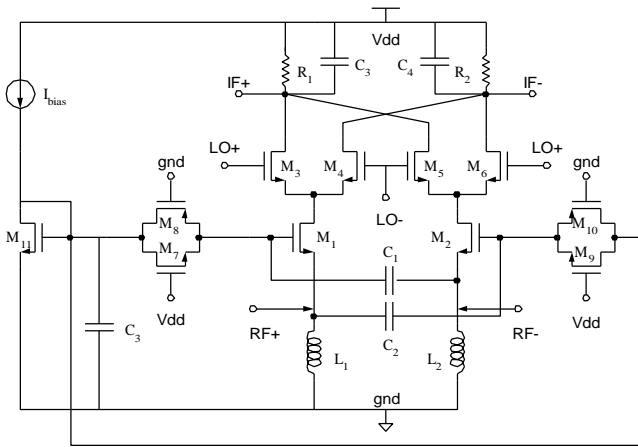 Vdd
R1
C3
C4
R2
IF+
IF-
Ibias
LO+
LO+
gnd
gnd
M3
M4
M5
M6
M8
M10
LO-
M11
M7
M1
M2
M9
C1
Vdd
Vdd
C3
RF+
C2
RF-
L1
L2
gnd